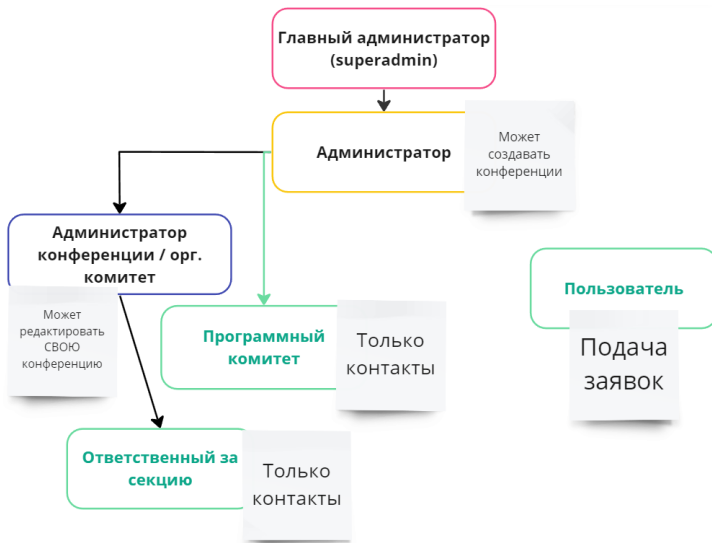 Главный администратор
(superadmin)
Администратор
Может
создавать
конференции
Администратор
конференции / орг.
комитет
Может
редактировать
СВОЮ
конференцию
Программный
комитет
Только
контакты
Пользователь
Подача
заявок
Ответственный за
секцию
Только
контакты